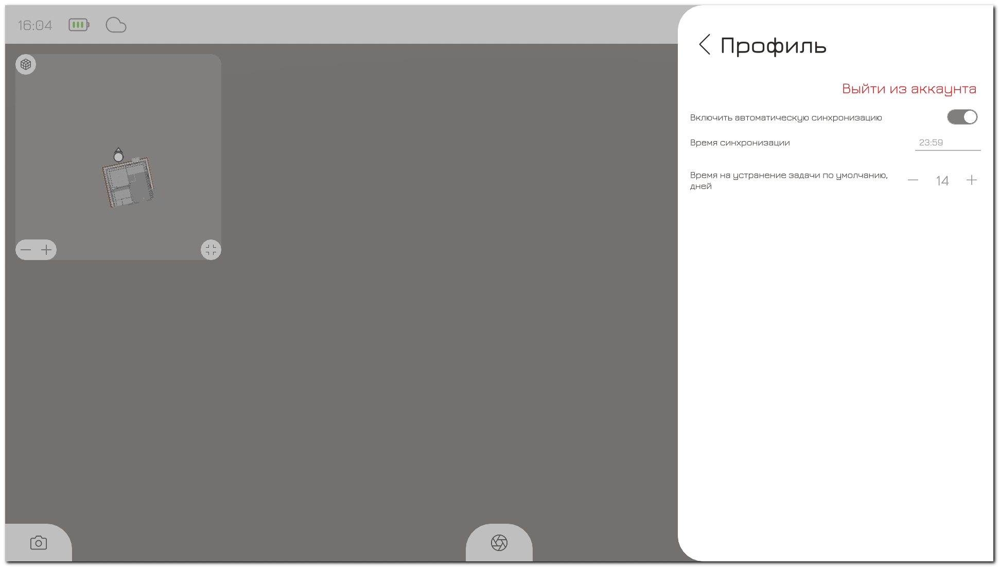 16:04
Профиль
Выйти из аккаунта
Включить автоматическую синхронизацию
Время синхронизации
23:59
Время на устранение задачи по умолчанию,
дней
14